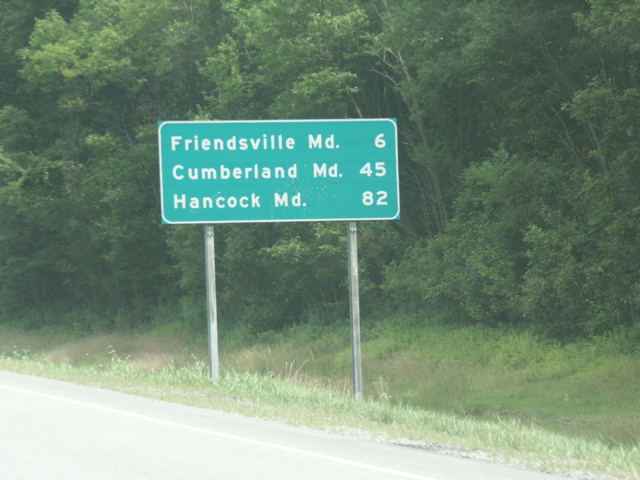 Friendsville Md. 6
Cumberland Md. 45
Hancock Md. 82